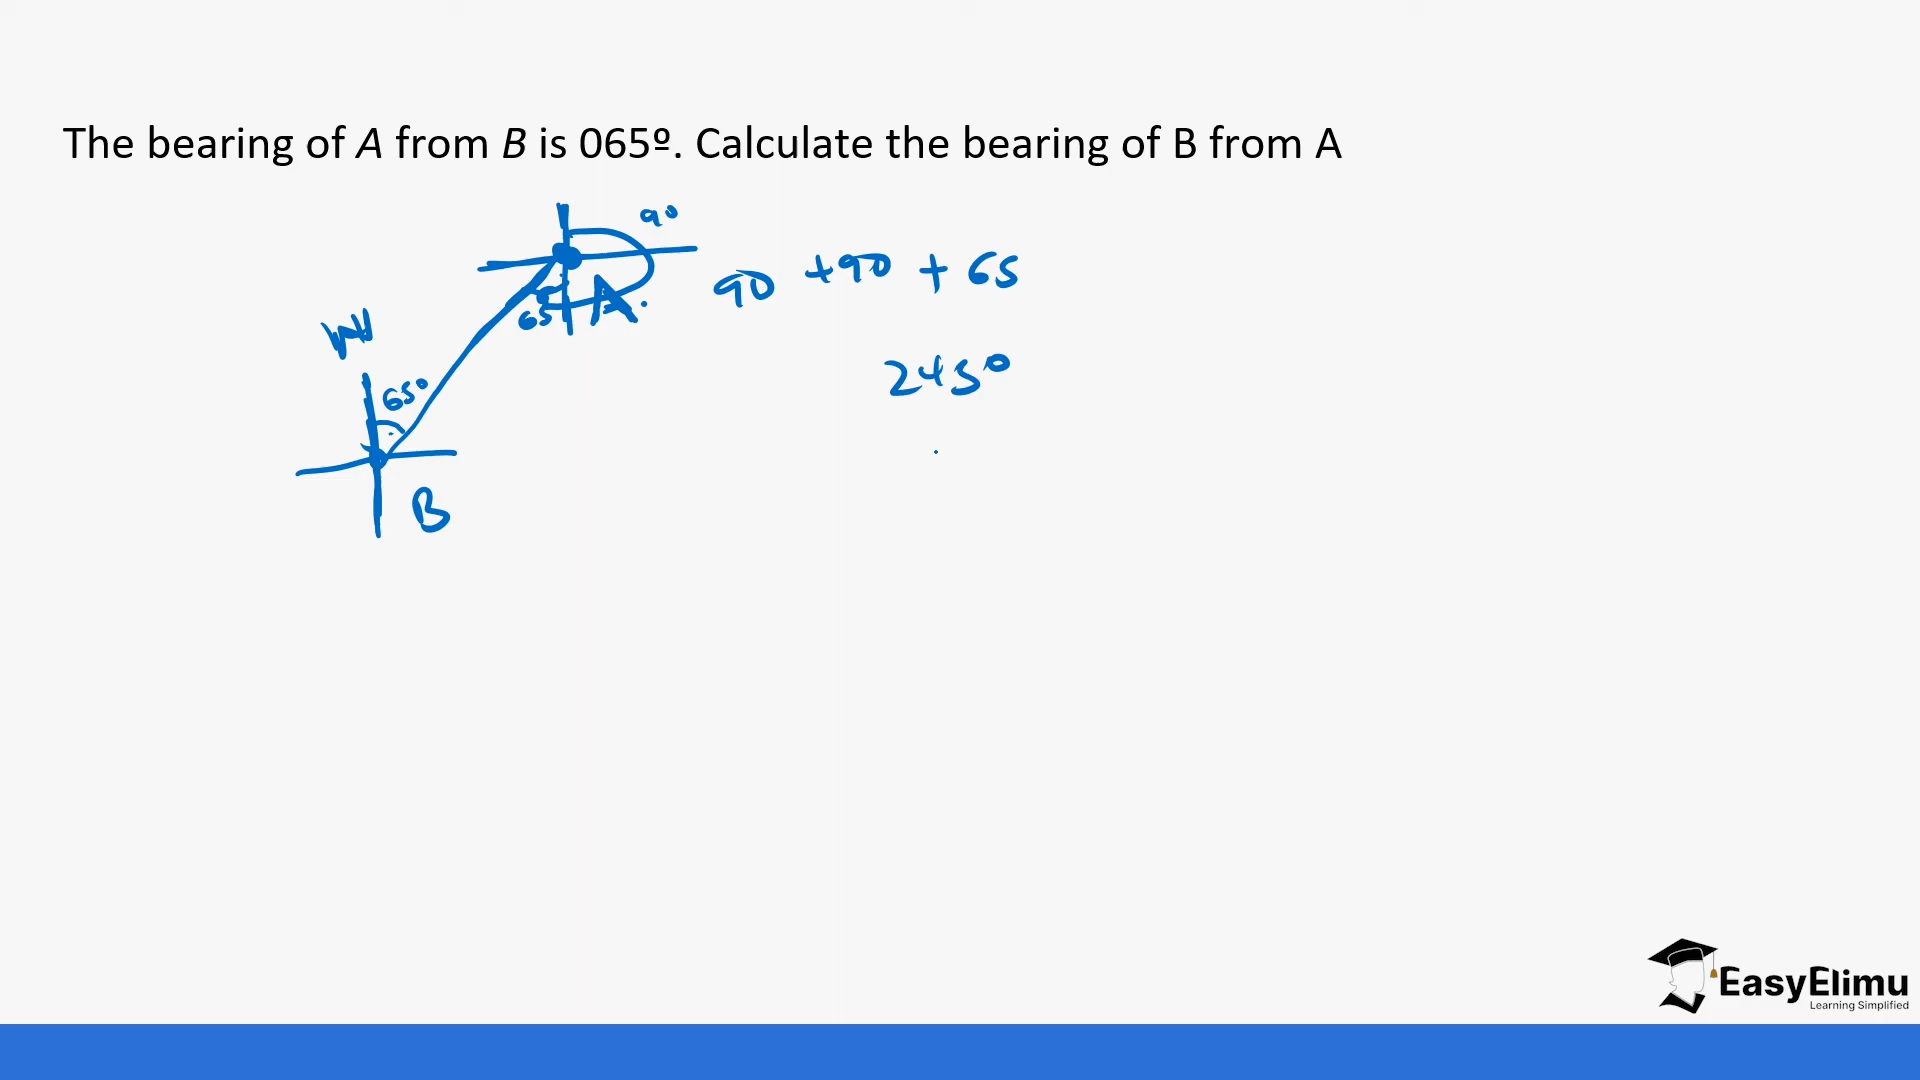 The bearing of A from B is 065º. Calculate the bearing of B from A
90
90 +90 + 65
A
65
245°
65°
B
EasyElimu
Learning Simplified